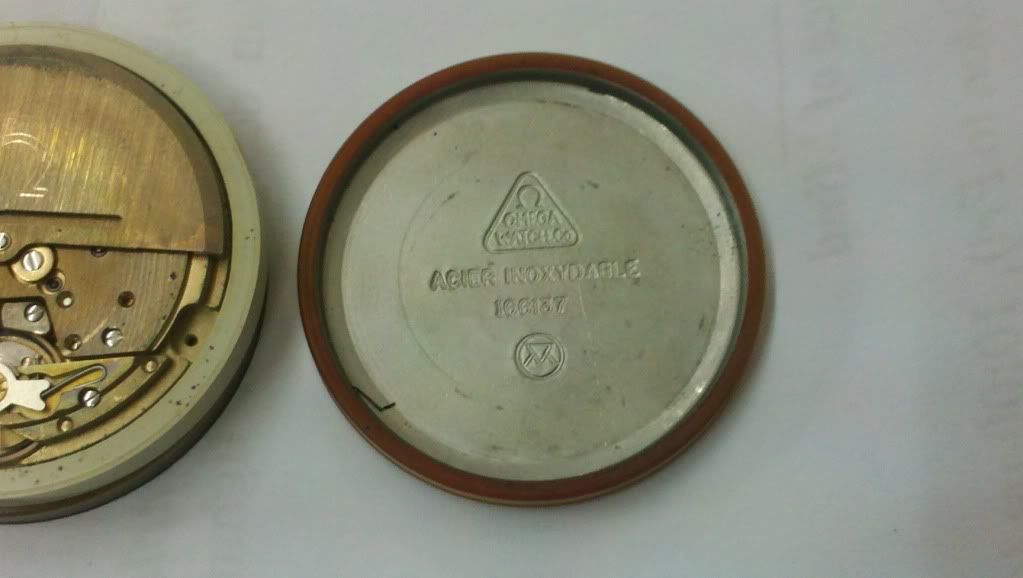 Ω
OMEGA
WATCH Co
ACIER INOXYDABLE
166137